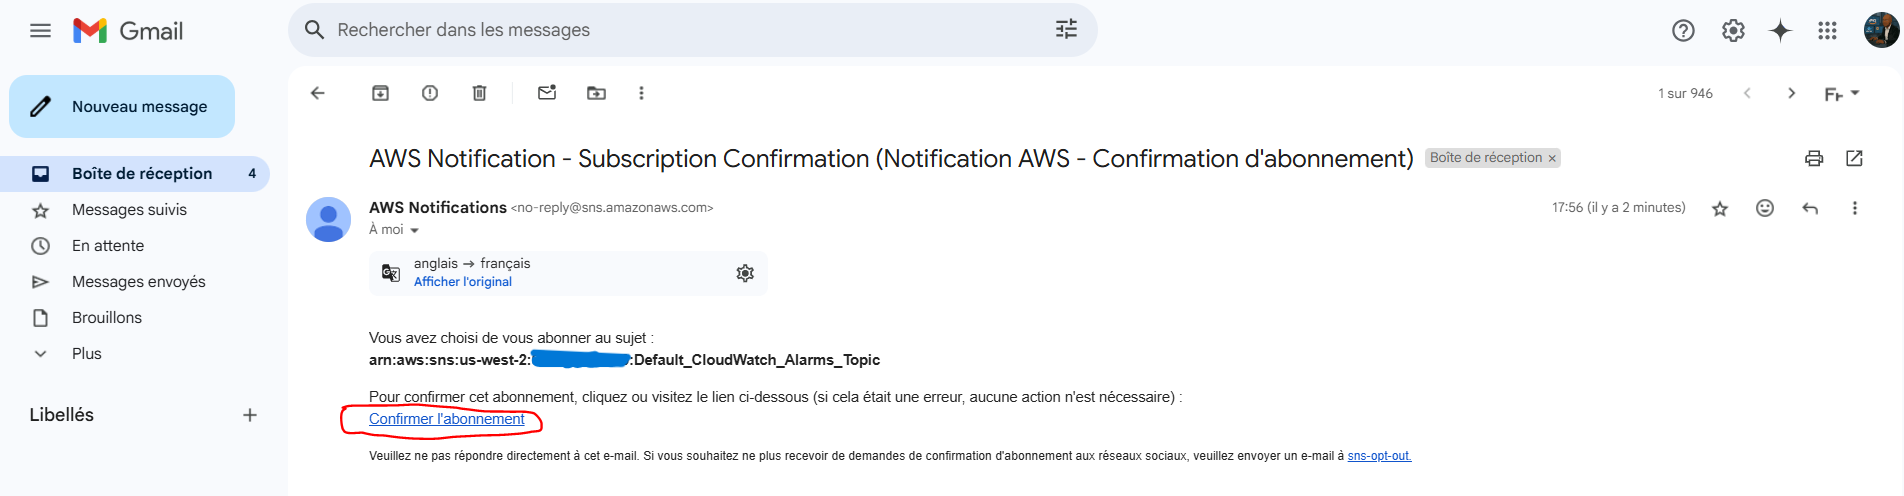 Gmail
Rechercher dans les messages
Nouveau message
1 sur 946
Fr
Boîte de réception 4
Messages suivis
En attente
Messages envoyés
Brouillons
Plus
Libellés
AWS Notification - Subscription Confirmation (Notification AWS - Confirmation d'abonnement) Boîte de réception ×
AWS Notifications <no-reply@sns.amazonaws.com> 17:56 (il y a 2 minutes)
À moi
anglais → français
Afficher l'original
Vous avez choisi de vous abonner au sujet :
arn:aws:sns:us-west-2: :Default_CloudWatch_Alarms_Topic
Pour confirmer cet abonnement, cliquez ou visitez le lien ci-dessous (si cela était une erreur, aucune action n'est nécessaire) :
Confirmer l'abonnement
Veuillez ne pas répondre directement à cet e-mail. Si vous souhaitez ne plus recevoir de demandes de confirmation d'abonnement aux réseaux sociaux, veuillez envoyer un e-mail à sns-opt-out.